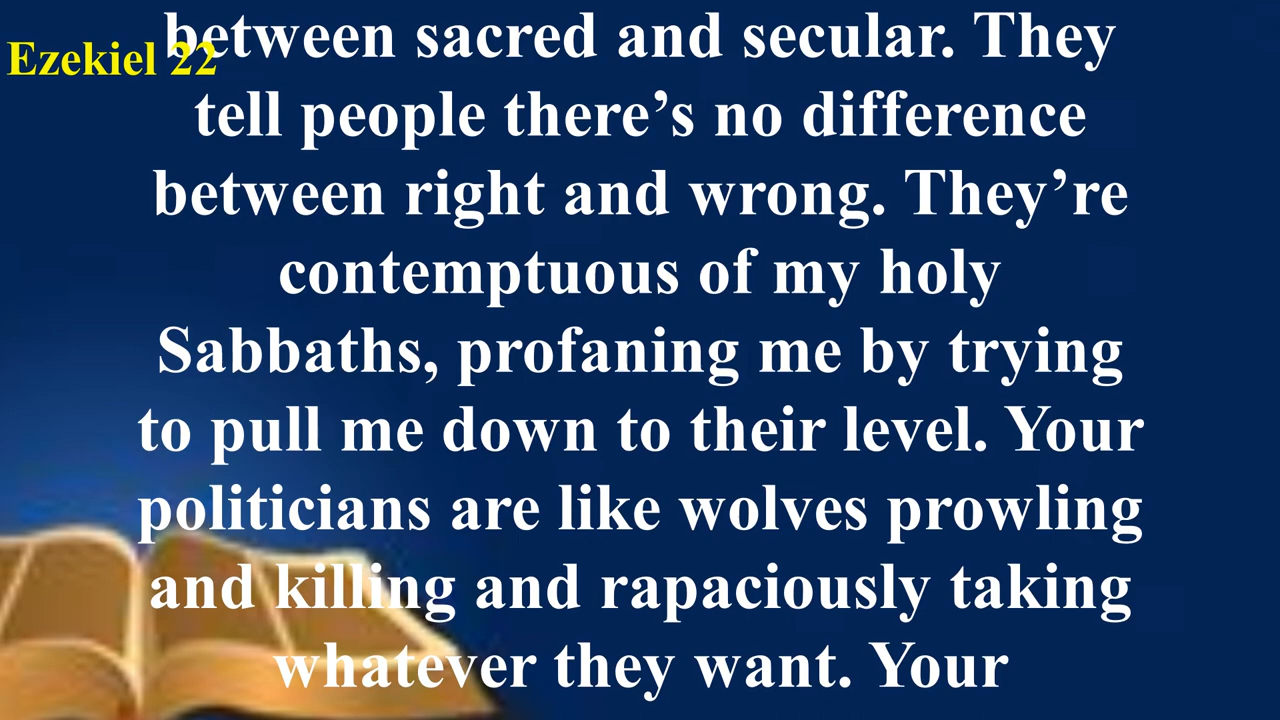 Ezekiel 22
between sacred and secular. They
tell people there’s no difference
between right and wrong. They’re
contemptuous of my holy
Sabbaths, profaning me by trying
to pull me down to their level. Your
politicians are like wolves prowling
and killing and rapaciously taking
whatever they want. Your